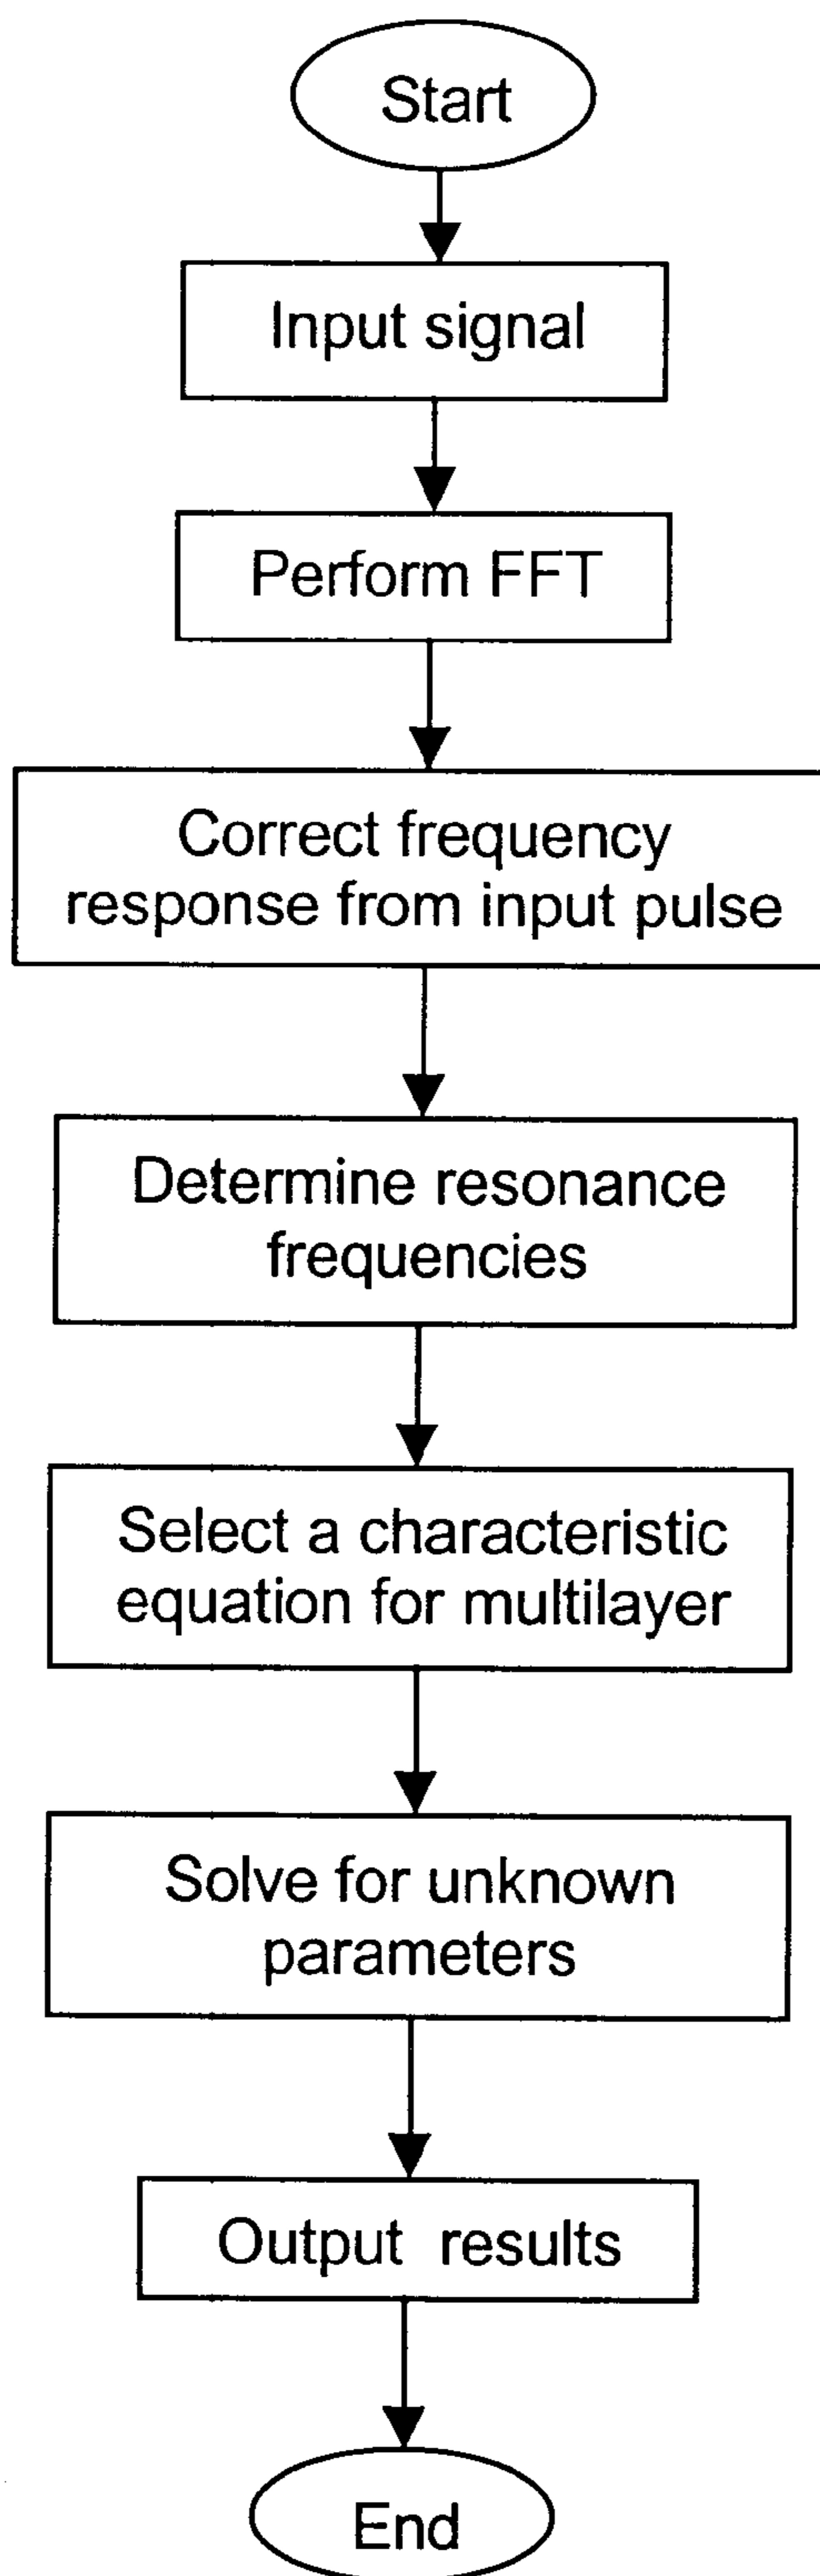 Start
Input signal
Perform FFT
Correct frequency
response from input pulse
Determine resonance
frequencies
Select a characteristic
equation for multilayer
Solve for unknown
parameters
Output results
End